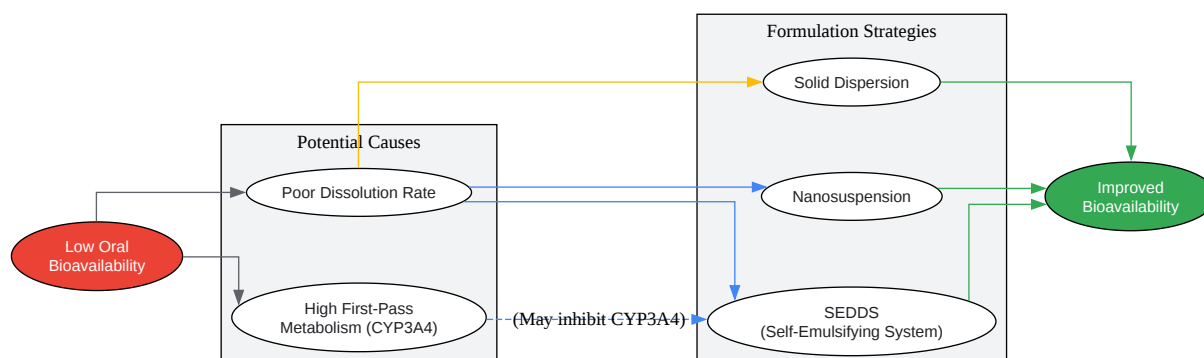 Formulation Strategies
Solid Dispersion
Potential Causes
Poor Dissolution Rate
Nanosuspension
Improved
Bioavailability
Low Oral
Bioavailability
High First-Pass
Metabolism (CYP3A4)
(May inhibit CYP3A4)
SEDDS
(Self-Emulsifying System)